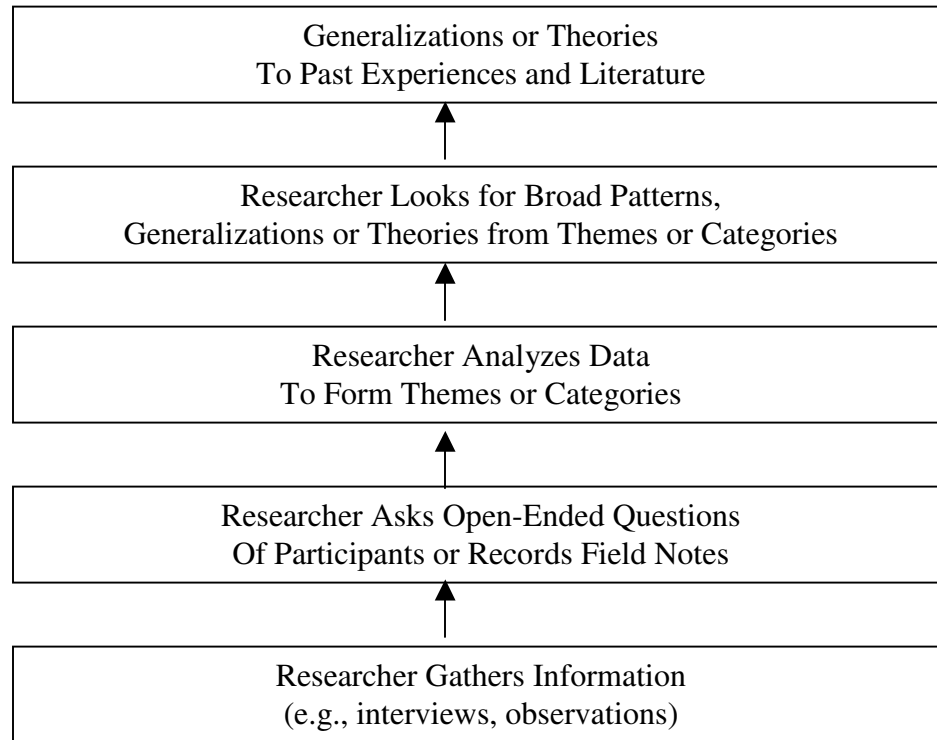 Generalizations or Theories
To Past Experiences and Literature
Researcher Looks for Broad Patterns,
Generalizations or Theories from Themes or Categories
Researcher Analyzes Data
To Form Themes or Categories
Researcher Asks Open-Ended Questions
Of Participants or Records Field Notes
Researcher Gathers Information
(e.g., interviews, observations)